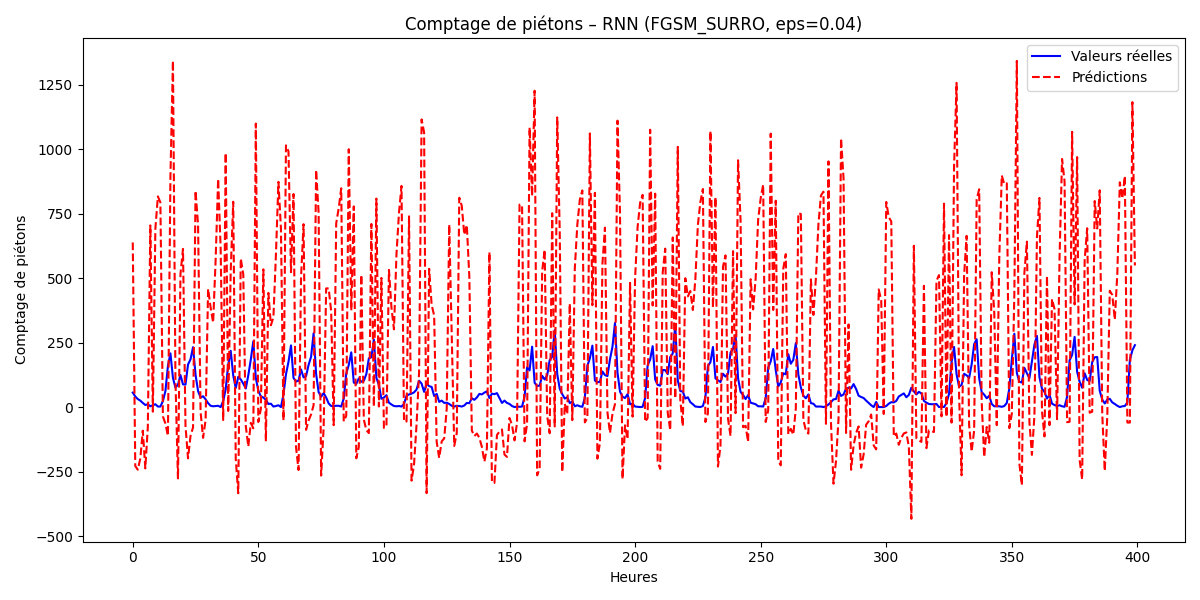 Comptage de piétons – RNN (FGSM_SURRO, eps=0.04)
Valeurs réelles
Prédictions
Comptage de piétons
1250
1000
750
500
250
0
−250
−500
0 50 100 150 200 250 300 350 400
Heures